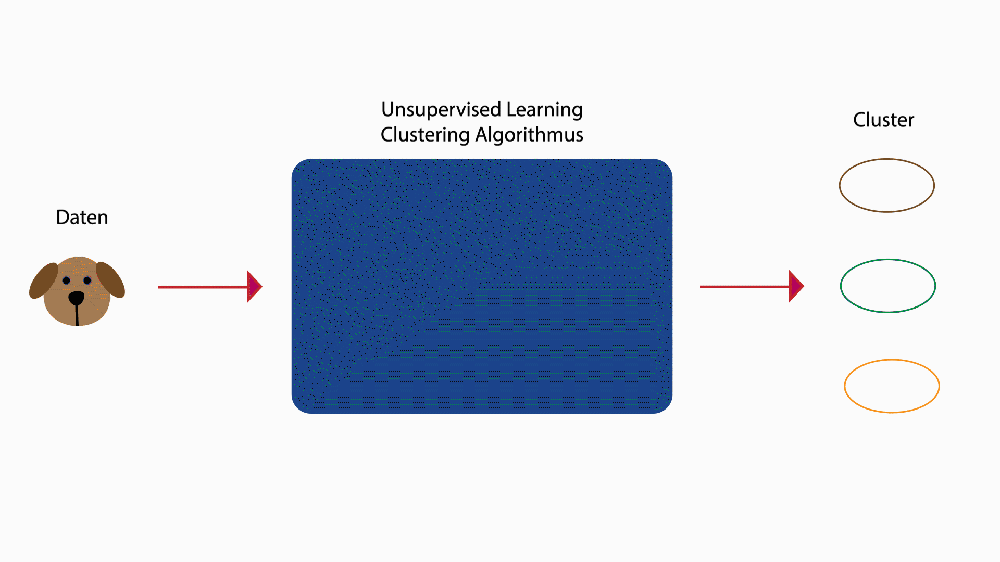 Unsupervised Learning
Clustering Algorithmus
Cluster
Daten